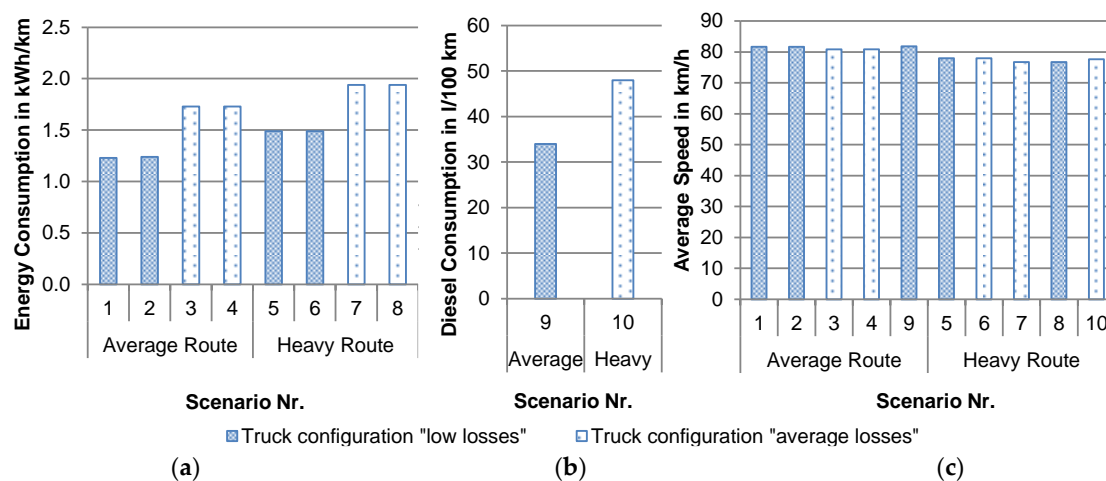 Energy Consumption in kWh/km
2.5
2.0
1.5
1.0
0.5
0.0
1 2 3 4 5 6 7 8
Average Route Heavy Route
Scenario Nr.
Diesel Consumption in l/100 km
60
50
40
30
20
10
0
9 10
Average Heavy
Scenario Nr.
Average Speed in km/h
90
80
70
60
50
40
30
20
10
0
1 2 3 4 9 5 6 7 8 10
Average Route Heavy Route
Scenario Nr.
Truck configuration "low losses" Truck configuration "average losses"
(a) (b) (c)